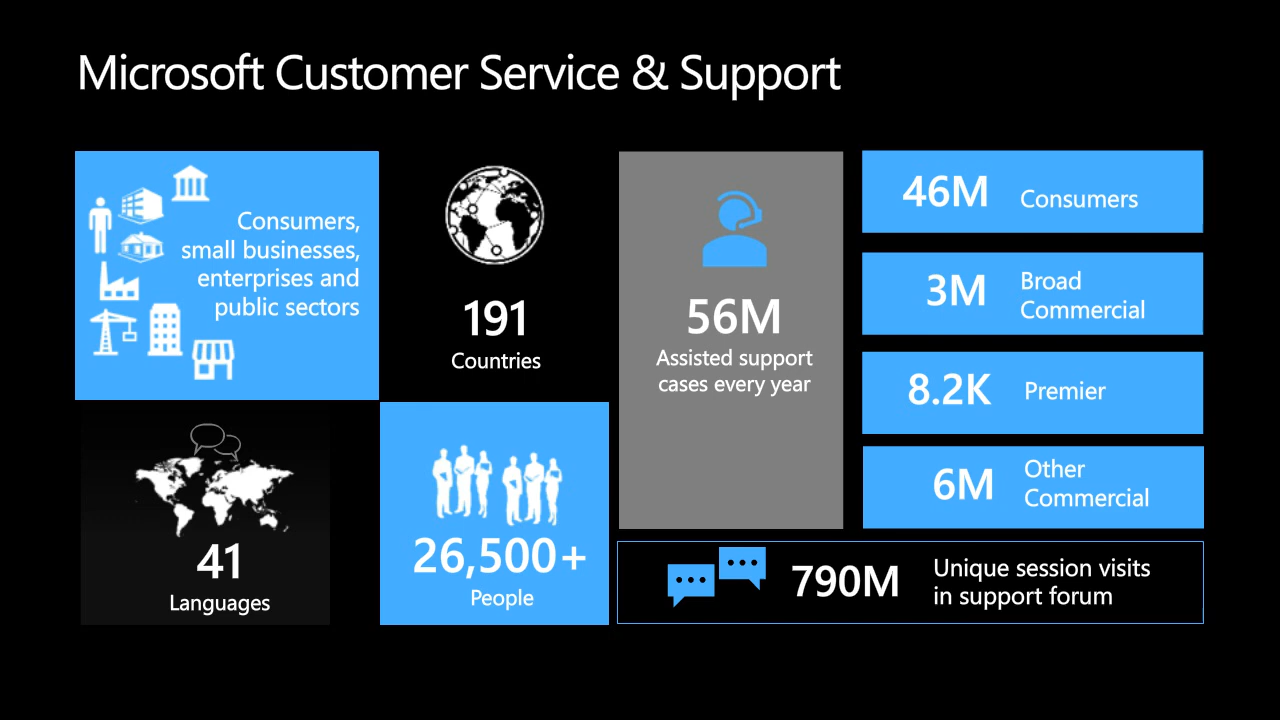 Microsoft Customer Service & Support
Consumers,
small businesses,
enterprises and
public sectors
191
Countries
41
Languages
26,500+
People
56M
Assisted support
cases every year
46M
Consumers
3M
Broad
Commercial
8.2K
Premier
6M
Other
Commercial
790M
Unique session visits
in support forum